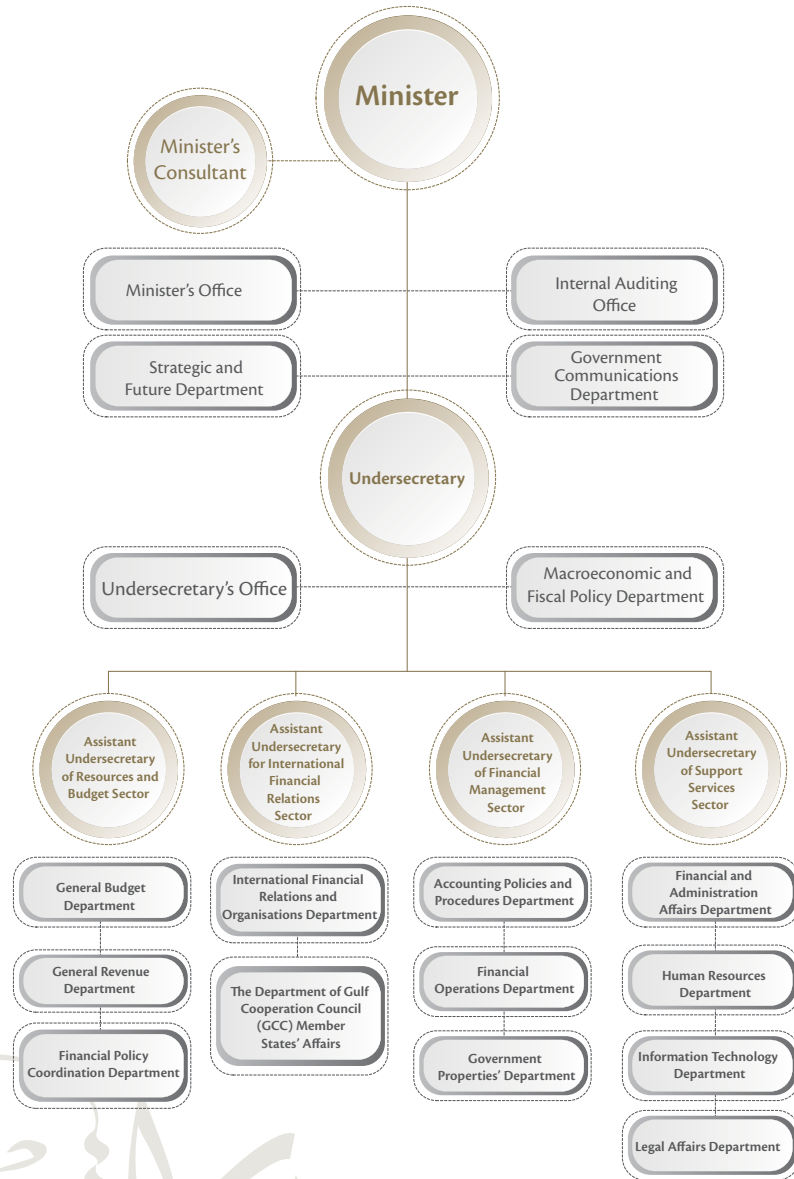 Minister
Minister's
Consultant
Minister's Office
Internal Auditing
Office
Strategic and
Future Department
Government
Communications
Department
Undersecretary
Undersecretary's Office
Macroeconomic and
Fiscal Policy Department
Assistant
Undersecretary
of Resources and
Budget Sector
Assistant
Undersecretary
for International
Financial
Relations
Sector
Assistant
Undersecretary
of Financial
Management
Sector
Assistant
Undersecretary
of Support
Services
Sector
General Budget
Department
General Revenue
Department
Financial Policy
Coordination Department
International Financial
Relations and
Organisations Department
The Department of Gulf
Cooperation Council
(GCC) Member
States' Affairs
Accounting Policies and
Procedures Department
Financial
Operations Department
Government
Properties' Department
Financial and
Administration
Affairs Department
Human Resources
Department
Information Technology
Department
Legal Affairs Department